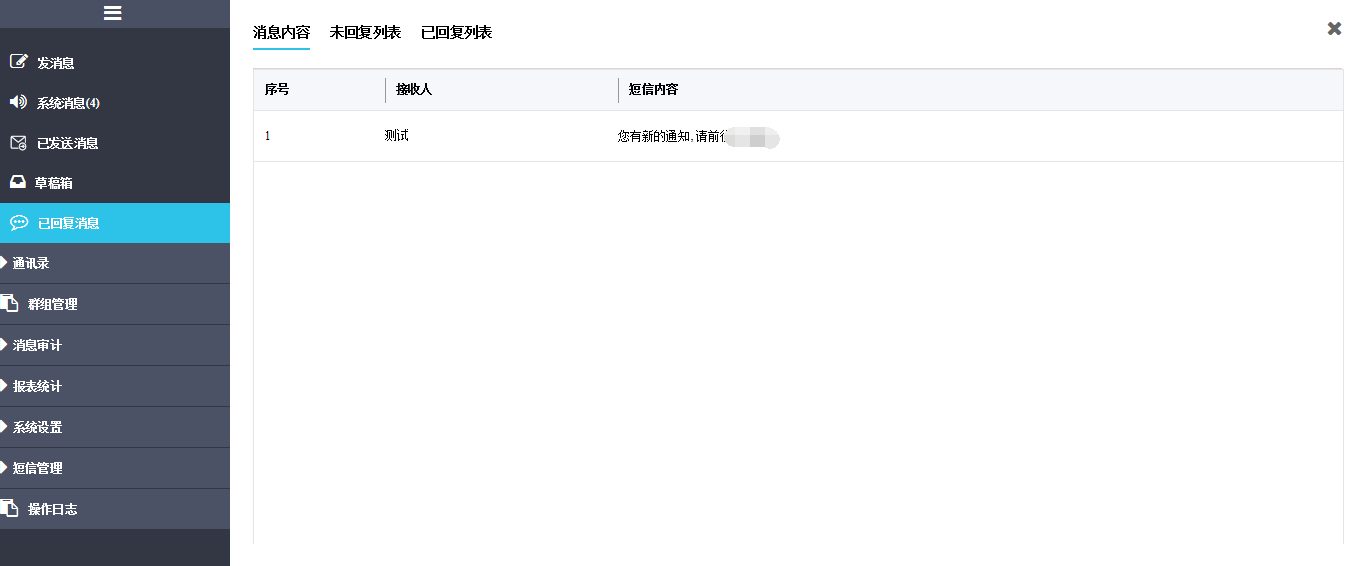 消息内容 未回复列表 已回复列表
发消息
系统消息(4)
已发送消息
草稿箱
已回复消息
通讯录
群组管理
消息审计
报表统计
系统设置
短信管理
操作日志
序号 接收人 短信内容
1 测试 您有新的通知,请前